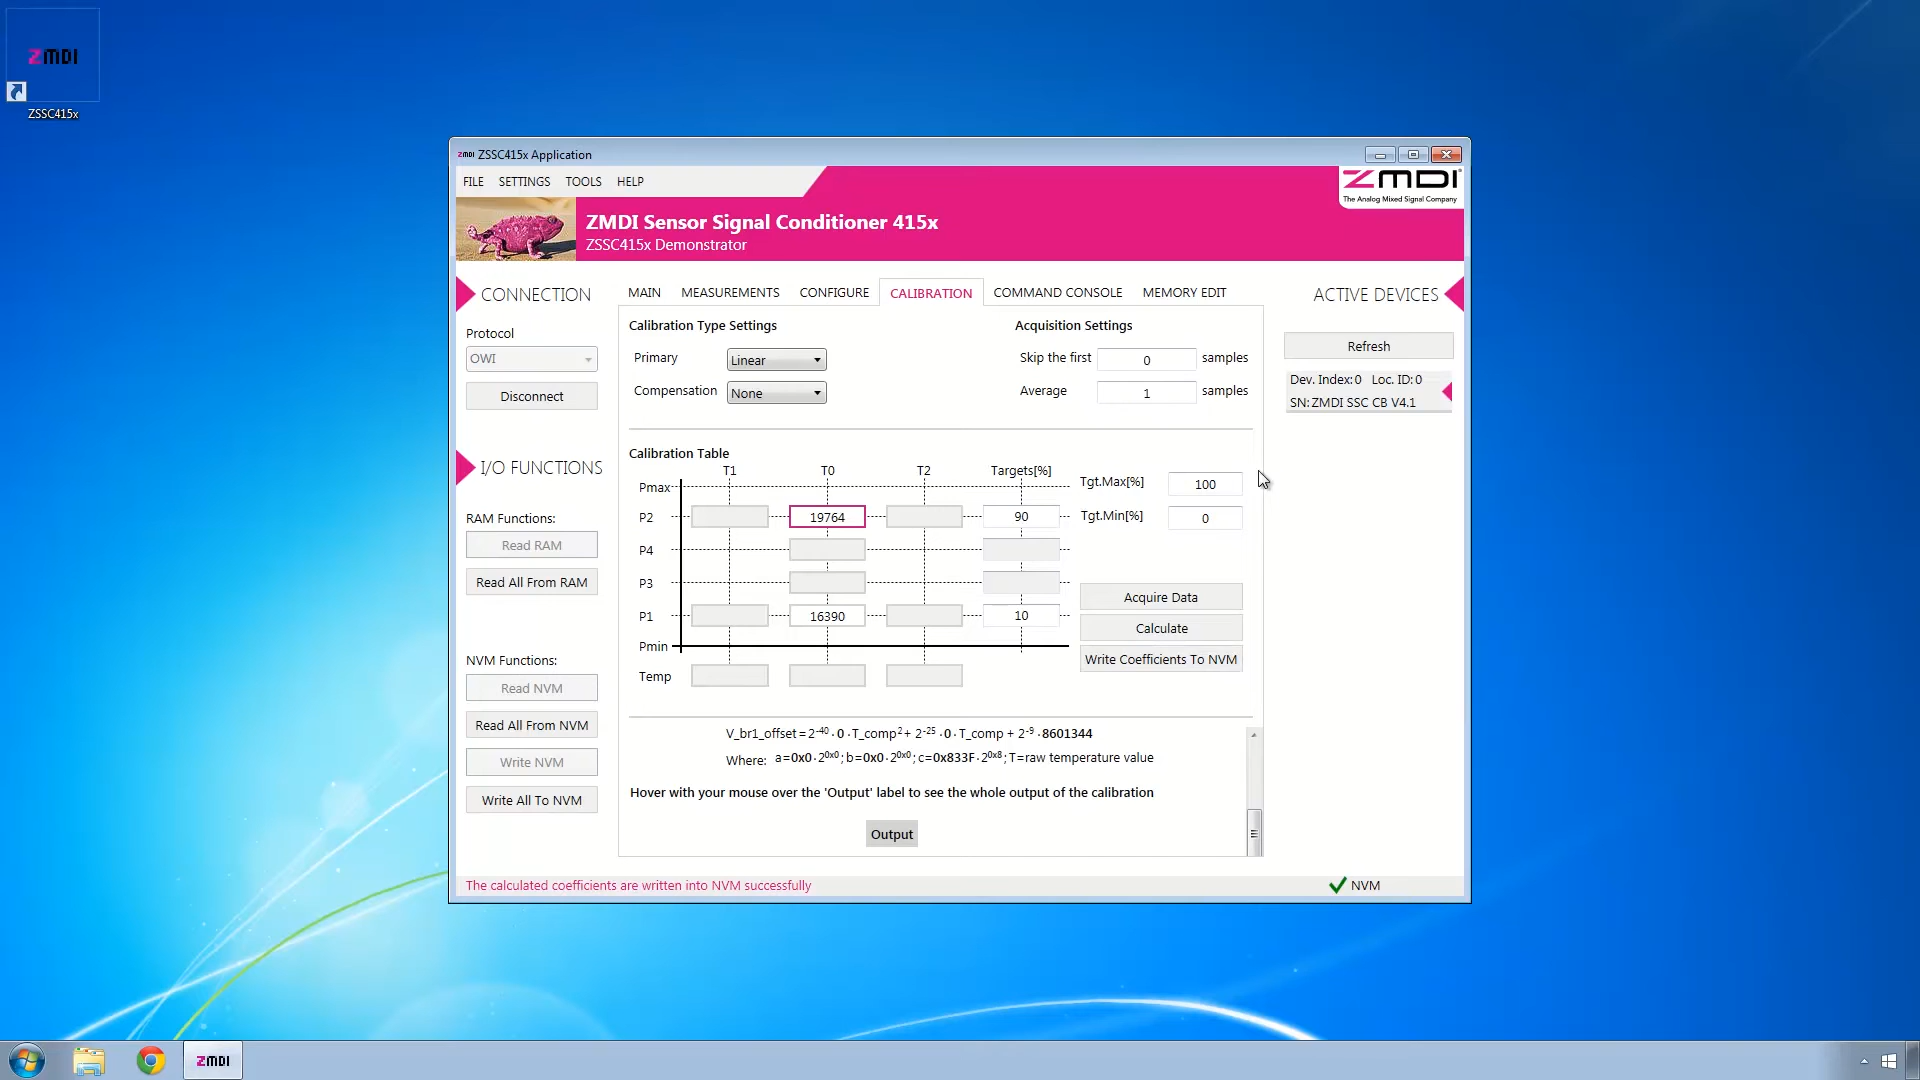 ZMDI
ZSSC415x
ZMDI ZSSC415x Application
FILE SETTINGS TOOLS HELP
ZMDI
The Analog Mixed Signal Company
ZMDI Sensor Signal Conditioner 415x
ZSSC415x Demonstrator
CONNECTION
Protocol
OWI
Disconnect
I/O FUNCTIONS
RAM Functions:
Read RAM
Read All From RAM
NVM Functions:
Read NVM
Read All From NVM
Write NVM
Write All To NVM
MAIN MEASUREMENTS CONFIGURE CALIBRATION COMMAND CONSOLE MEMORY EDIT
Calibration Type Settings
Primary Linear
Compensation None
Acquisition Settings
Skip the first 0 samples
Average 1 samples
Calibration Table
T1 T0 T2 Targets[%]
Pmax
P2 19764 90
P4
P3
P1 16390 10
Pmin
Temp
Tgt.Max[%] 100
Tgt.Min[%] 0
Acquire Data
Calculate
Write Coefficients To NVM
V_br1_offset = 2⁻⁴⁰ · 0 · T_comp² + 2⁻²⁵ · 0 · T_comp + 2⁻⁹ · 8601344
Where: a=0x0 · 2⁰ˣ⁰; b=0x0 · 2⁰ˣ⁰; c=0x833F · 2⁰ˣ⁸; T=raw temperature value
Hover with your mouse over the 'Output' label to see the whole output of the calibration
Output
ACTIVE DEVICES
Refresh
Dev. Index: 0 Loc. ID: 0
SN: ZMDI SSC CB V4.1
The calculated coefficients are written into NVM successfully
NVM
ZMDI